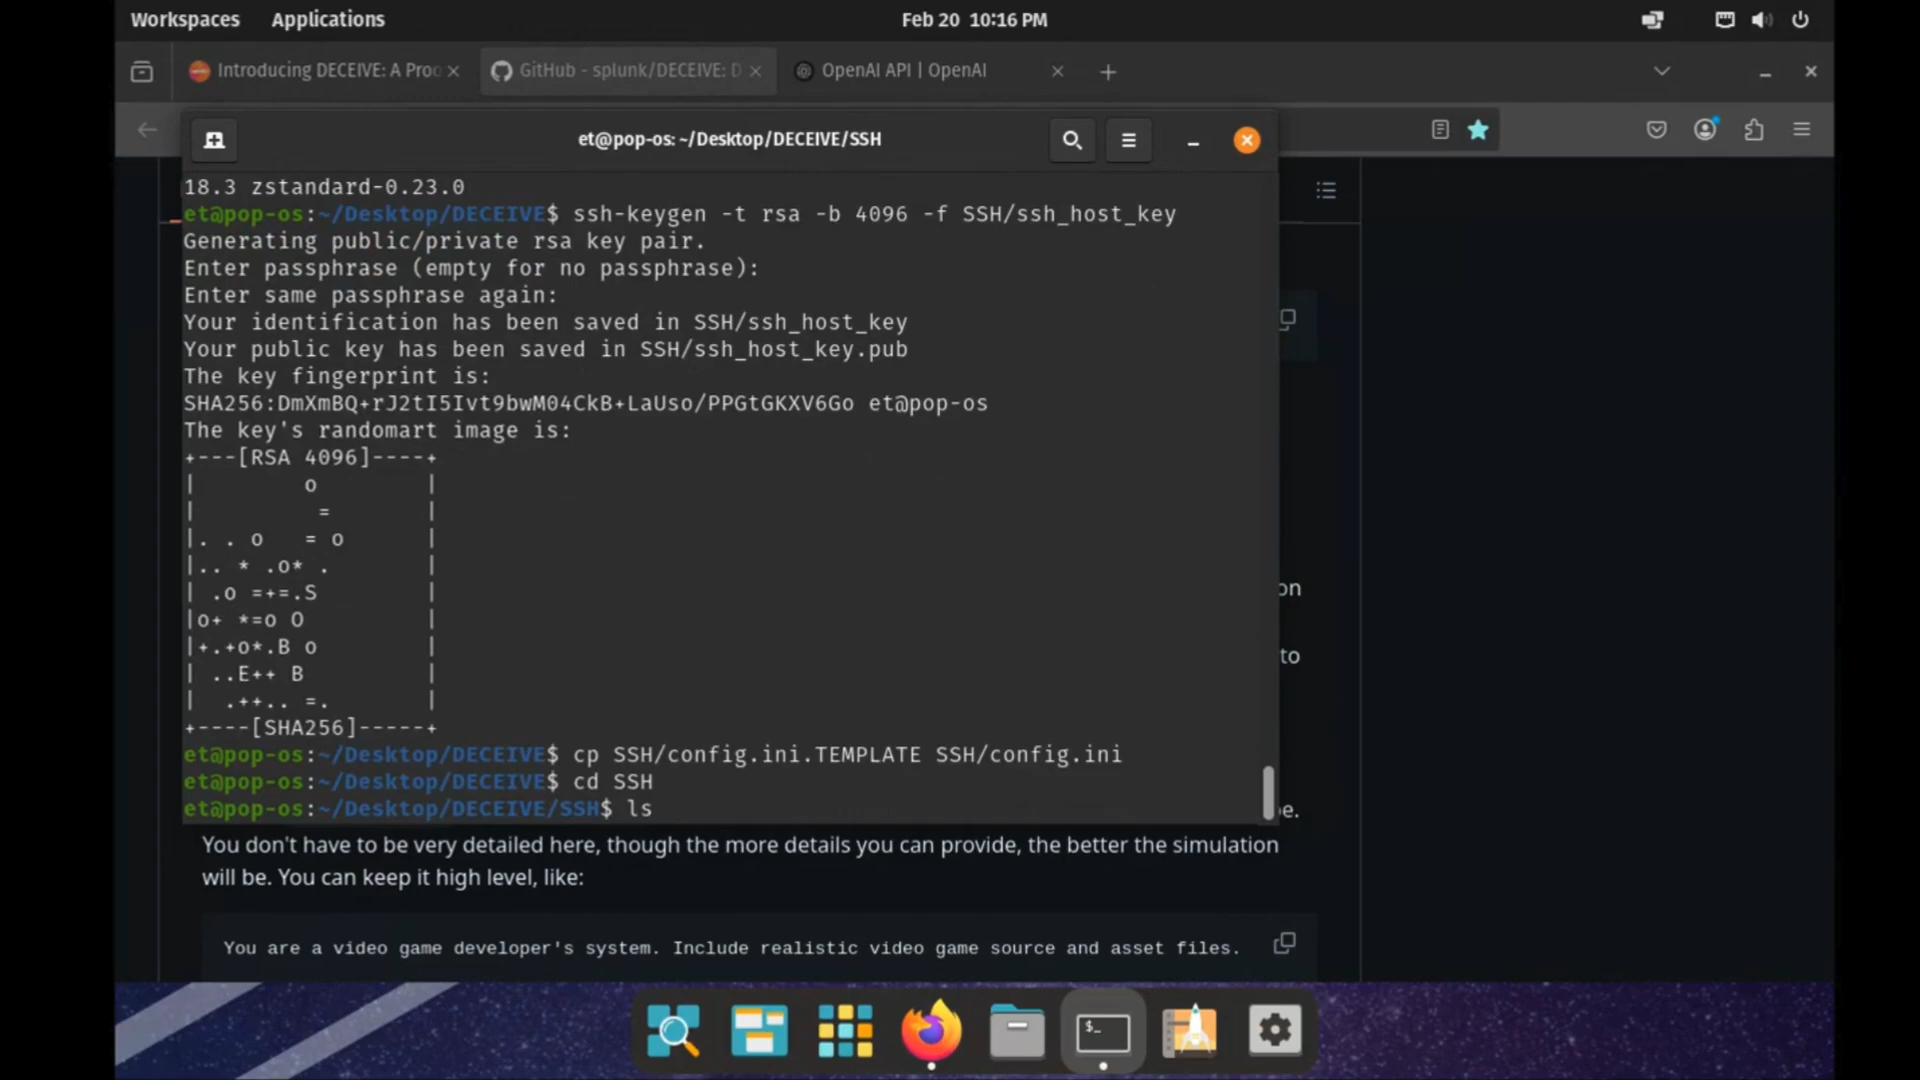 Workspaces Applications Feb 20 10:16 PM
Introducing DECEIVE: A Proo GitHub - splunk/DECEIVE: D OpenAI API | OpenAI
et@pop-os: ~/Desktop/DECEIVE/SSH
18.3 zstandard-0.23.0
et@pop-os:~/Desktop/DECEIVE$ ssh-keygen -t rsa -b 4096 -f SSH/ssh_host_key
Generating public/private rsa key pair.
Enter passphrase (empty for no passphrase):
Enter same passphrase again:
Your identification has been saved in SSH/ssh_host_key
Your public key has been saved in SSH/ssh_host_key.pub
The key fingerprint is:
SHA256:DmXmBQ+rJ2tI5Ivt9bwM04CkB+LaUso/PPGtGKXV6Go et@pop-os
The key's randomart image is:
+---[RSA 4096]----+
|        o        |
|         =       |
|. . o   = o      |
|.. * .o* .       |
| .o =+=.S        |
|o+ *=o O         |
|+.+o*.B o        |
| ..E++ B         |
|  .++.. =.       |
+----[SHA256]-----+
et@pop-os:~/Desktop/DECEIVE$ cp SSH/config.ini.TEMPLATE SSH/config.ini
et@pop-os:~/Desktop/DECEIVE$ cd SSH
et@pop-os:~/Desktop/DECEIVE/SSH$ ls
on
to
be.
You don't have to be very detailed here, though the more details you can provide, the better the simulation
will be. You can keep it high level, like:
You are a video game developer's system. Include realistic video game source and asset files.